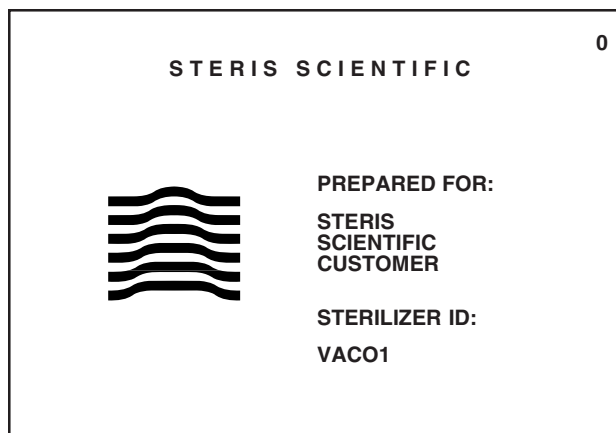 0
STERIS SCIENTIFIC
PREPARED FOR:
STERIS
SCIENTIFIC
CUSTOMER
STERILIZER ID:
VACO1